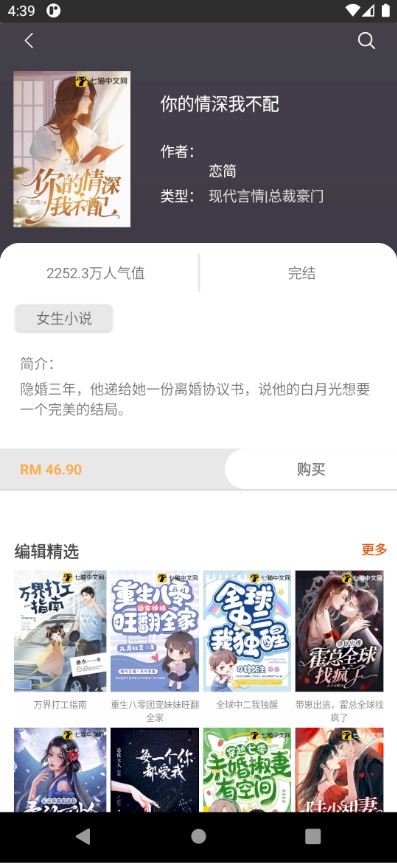 4:39
七猫中文网
你的情深
我不配
你的情深我不配
作者:
恋简
类型: 现代言情|总裁豪门
2252.3万人气值
完结
女生小说
简介:
隐婚三年，他递给她一份离婚协议书，说他的白月光想要
一个完美的结局。
RM 46.90
购买
编辑精选
更多
七猫中文网
万界打工
指南
七猫中文网
重生八零
团宠妹妹
旺翻全家
七猫中文网
全球
中二
我独醒
七猫中文网
霍总全球
找疯了
万界打工指南
重生八零团宠妹妹旺翻
全家
全球中二我独醒
带崽出逃，霍总全球找
疯了
七猫中文网
每一个你
都爱我
七猫中文网
穿越七零
未婚俏妻
有空间
七猫中文网